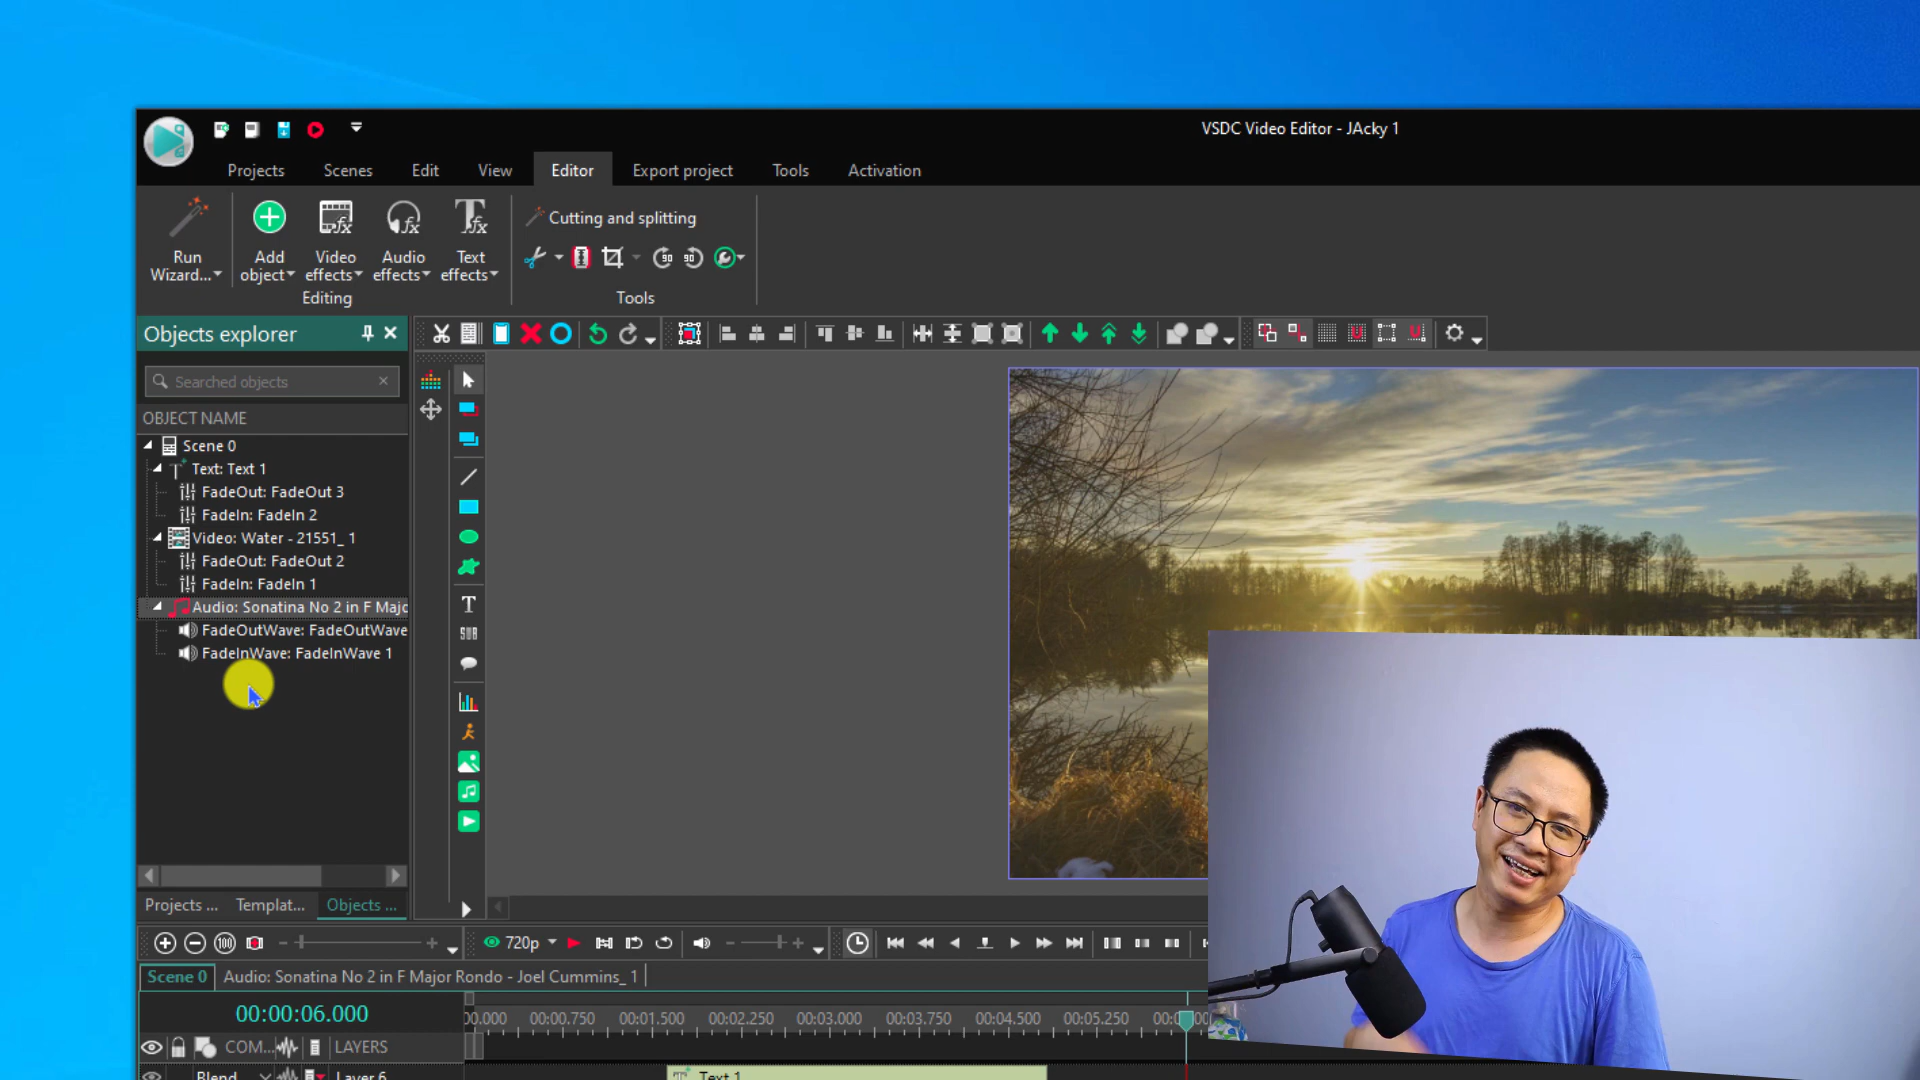 VSDC Video Editor - JAcky 1
Projects Scenes Edit View Editor Export project Tools Activation
Run Wizard...
Add object
Video effects
Audio effects
Text effects
Editing
Cutting and splitting
90 90
Tools
Objects explorer
Searched objects
OBJECT NAME
Scene 0
Text: Text 1
FadeOut: FadeOut 3
FadeIn: FadeIn 2
Video: Water - 21551_ 1
FadeOut: FadeOut 2
FadeIn: FadeIn 1
Audio: Sonatina No 2 in F Majo
FadeOutWave: FadeOutWave
FadeInWave: FadeInWave 1
T
SUB
Projects ... Templat... Objects ...
100 720p
Scene 0 Audio: Sonatina No 2 in F Major Rondo - Joel Cummins_ 1
00:00:06.000
00.000 00:00.750 00:01.500 00:02.250 00:03.000 00:03.750 00:04.500 00:05.250
COM... LAYERS
Blend Layer 6 Text 1